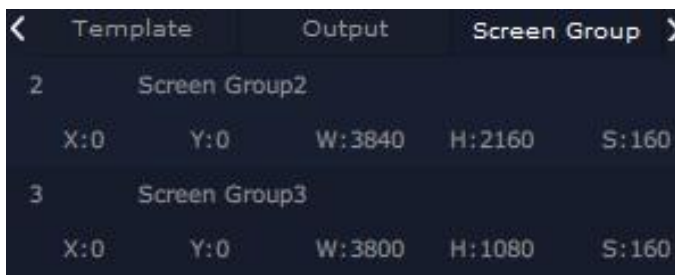 Template Output Screen Group
2 Screen Group2
X:0 Y:0 W:3840 H:2160 S:160
3 Screen Group3
X:0 Y:0 W:3800 H:1080 S:160